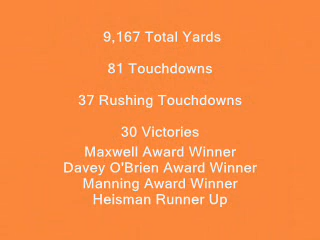 9,167 Total Yards
81 Touchdowns
37 Rushing Touchdowns
30 Victories
Maxwell Award Winner
Davey O'Brien Award Winner
Manning Award Winner
Heisman Runner Up